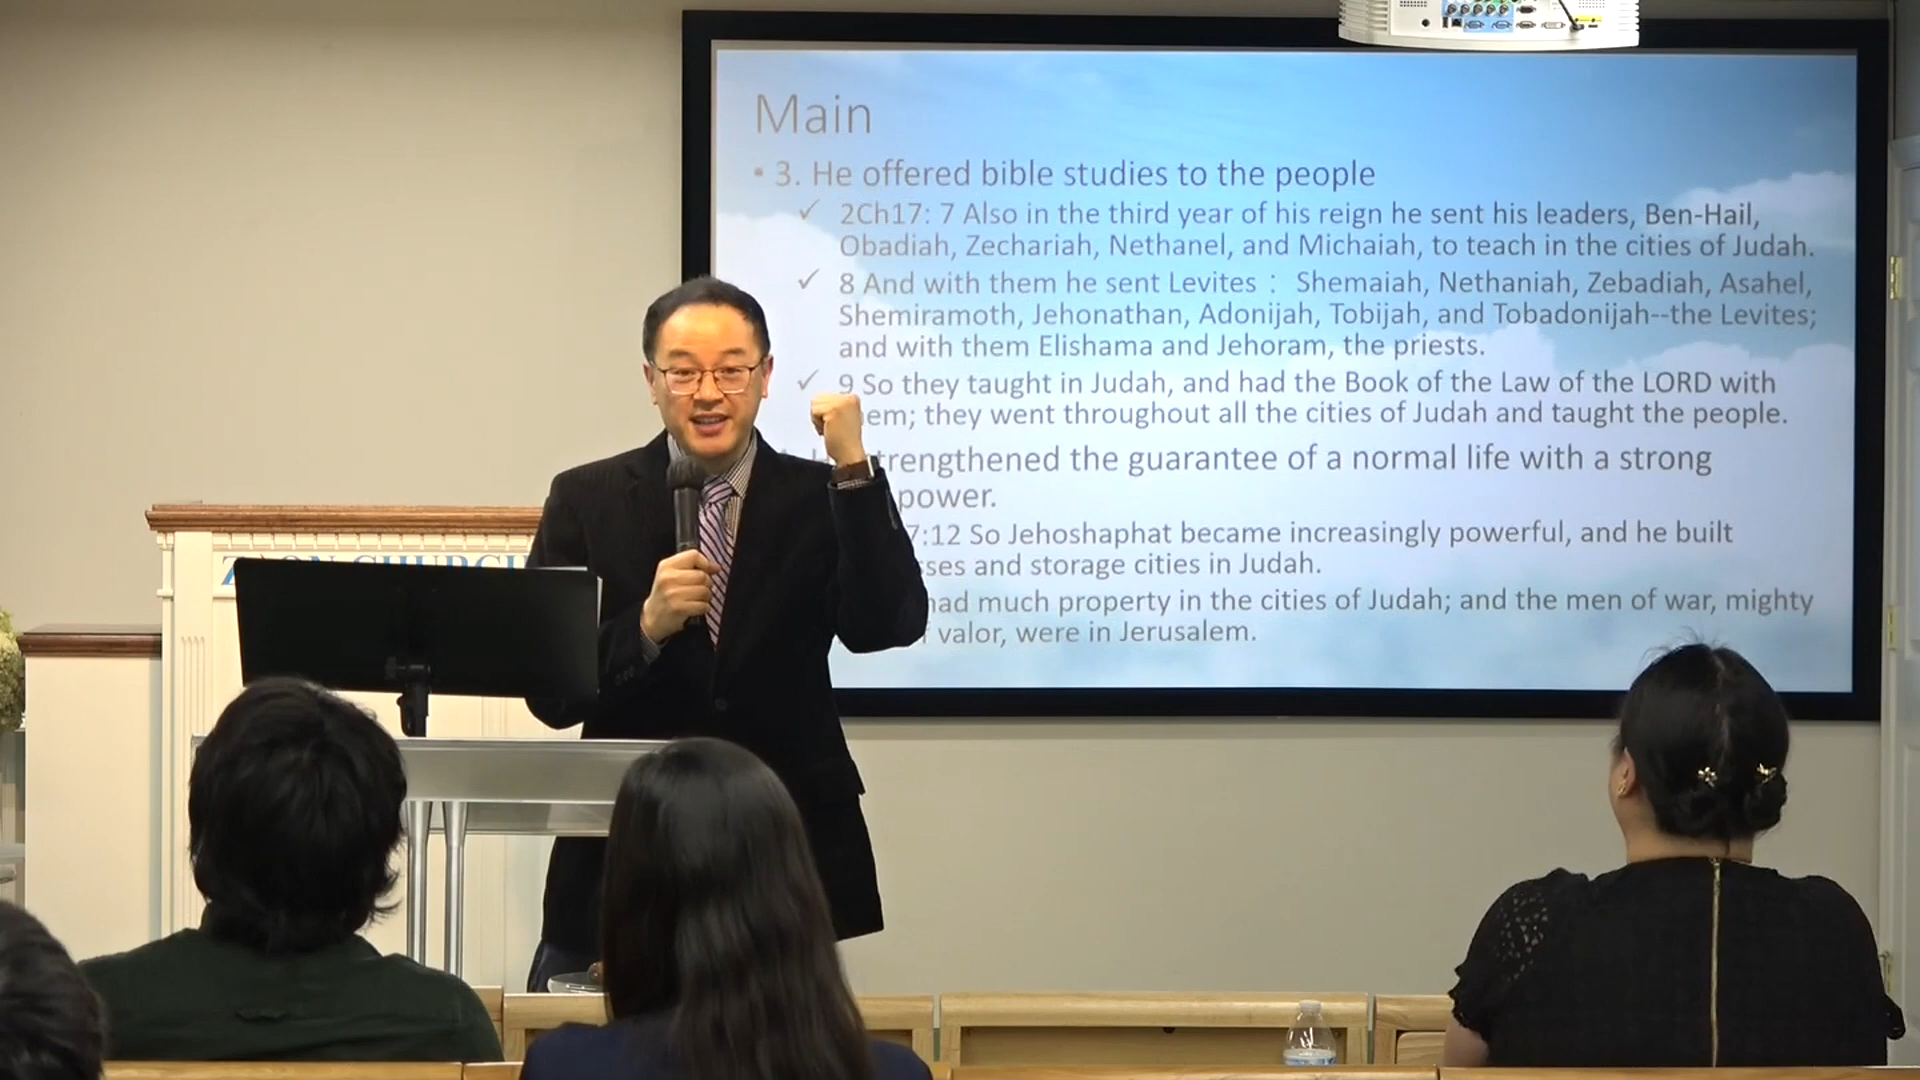 Main
• 3. He offered bible studies to the people
✓ 2Ch17: 7 Also in the third year of his reign he sent his leaders, Ben-Hail,
Obadiah, Zechariah, Nethanel, and Michaiah, to teach in the cities of Judah.
✓ 8 And with them he sent Levites： Shemaiah, Nethaniah, Zebadiah, Asahel,
Shemiramoth, Jehonathan, Adonijah, Tobijah, and Tobadonijah--the Levites;
and with them Elishama and Jehoram, the priests.
✓ 9 So they taught in Judah, and had the Book of the Law of the LORD with
em; they went throughout all the cities of Judah and taught the people.
trengthened the guarantee of a normal life with a strong
power.
7:12 So Jehoshaphat became increasingly powerful, and he built
sses and storage cities in Judah.
had much property in the cities of Judah; and the men of war, mighty
valor, were in Jerusalem.
ZION CHURCH